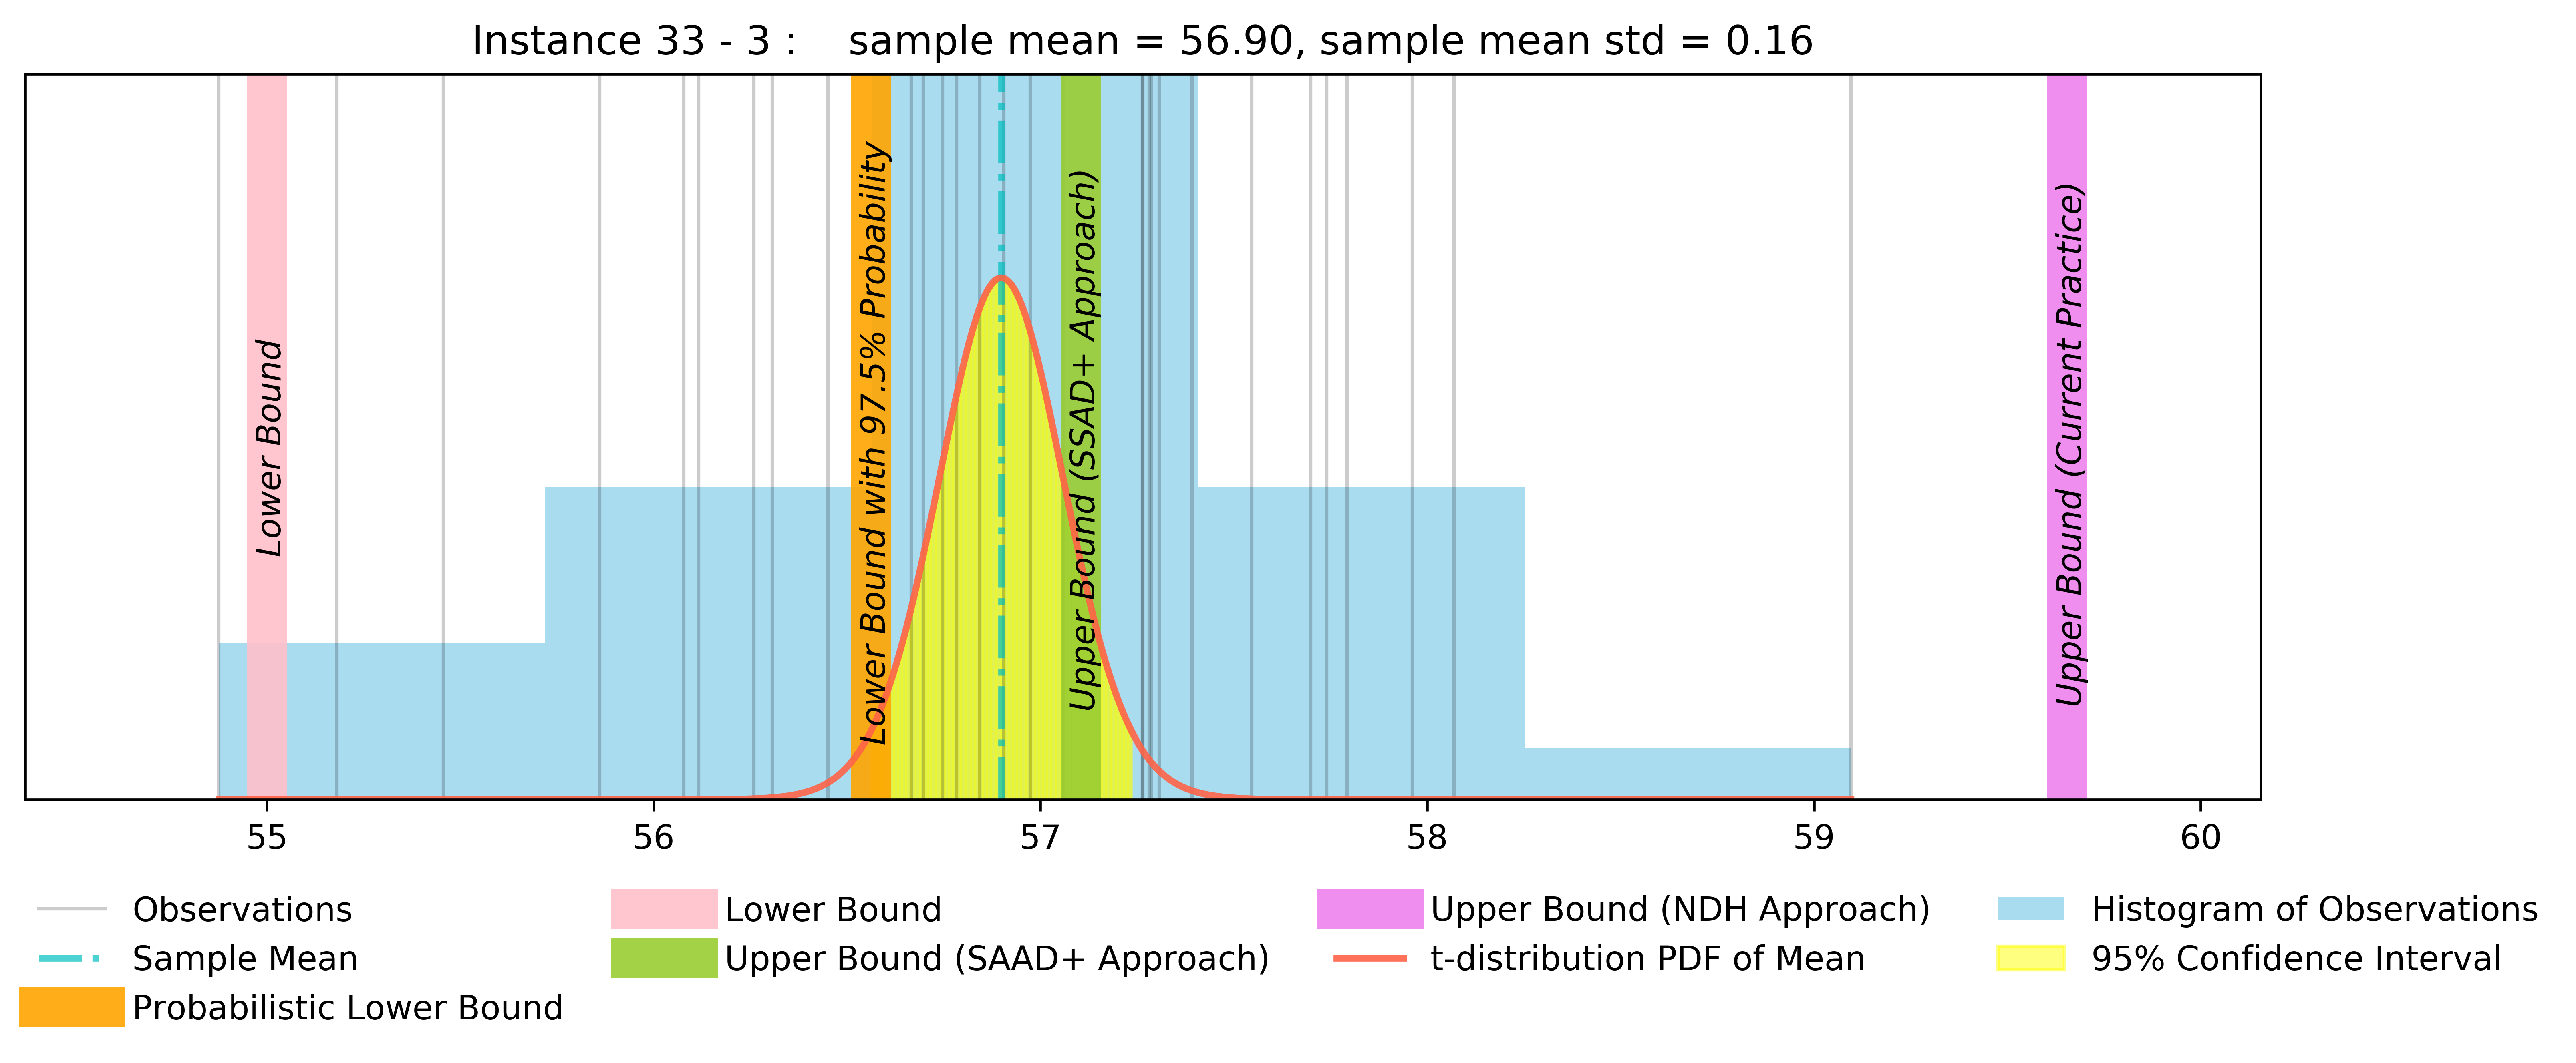 Instance 33 - 3 :    sample mean = 56.90, sample mean std = 0.16
Lower Bound
Lower Bound with 97.5% Probability
Upper Bound (SSAD+ Approach)
Upper Bound (Current Practice)
55 56 57 58 59 60
Observations
Sample Mean
Probabilistic Lower Bound
Lower Bound
Upper Bound (SAAD+ Approach)
Upper Bound (NDH Approach)
t-distribution PDF of Mean
Histogram of Observations
95% Confidence Interval